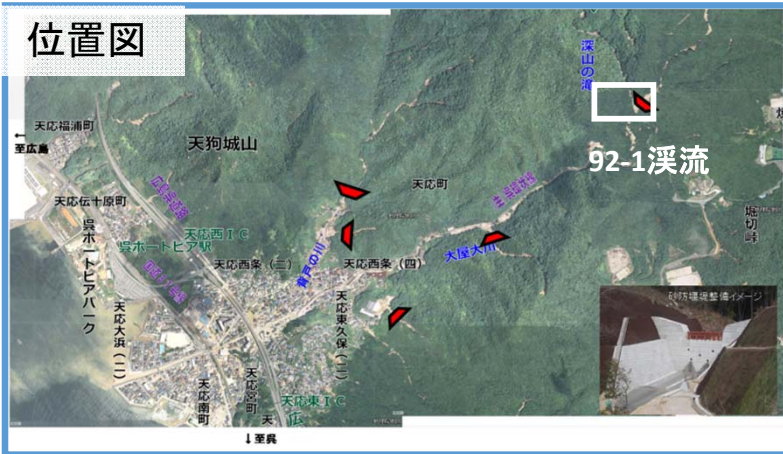 位置図
深山の滝
天応福浦町
←
至広島
天狗城山
92-1渓流
天応町
天応伝十原町
天応西IC
呉ポートピア駅
呉ポートピアパーク
天応西条（二）
天応西条（四）
大屋大川
堀切峠
天応大浜（二）
天応東久保（二）
砂防堰堤整備イメージ
天応南町
天応宮町
天応東IC
広
天
↓至呉